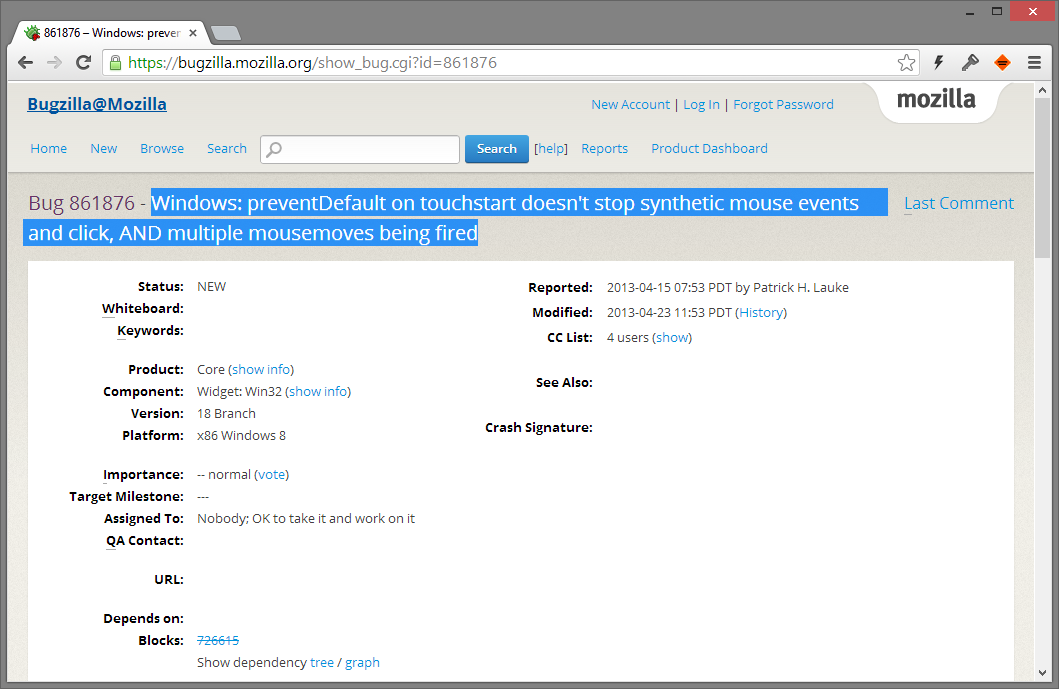 861876 – Windows: preven
https://bugzilla.mozilla.org/show_bug.cgi?id=861876
Bugzilla@Mozilla
New Account | Log In | Forgot Password
mozilla
Home New Browse Search Search [help] Reports Product Dashboard
Bug 861876 - Windows: preventDefault on touchstart doesn't stop synthetic mouse events
and click, AND multiple mousemoves being fired
Last Comment
Status: NEW
Whiteboard:
Keywords:
Product: Core (show info)
Component: Widget: Win32 (show info)
Version: 18 Branch
Platform: x86 Windows 8
Importance: -- normal (vote)
Target Milestone: ---
Assigned To: Nobody; OK to take it and work on it
QA Contact:
URL:
Depends on:
Blocks: 726615
Show dependency tree / graph
Reported: 2013-04-15 07:53 PDT by Patrick H. Lauke
Modified: 2013-04-23 11:53 PDT (History)
CC List: 4 users (show)
See Also:
Crash Signature: